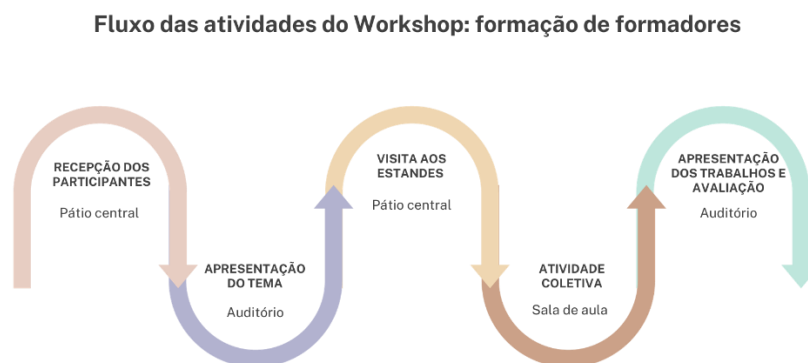 Fluxo das atividades do Workshop: formação de formadores
RECEPÇÃO DOS
PARTICIPANTES
Pátio central
APRESENTAÇÃO
DO TEMA
Auditório
VISITA AOS
ESTANDES
Pátio central
ATIVIDADE
COLETIVA
Sala de aula
APRESENTAÇÃO
DOS TRABALHOS E
AVALIAÇÃO
Auditório